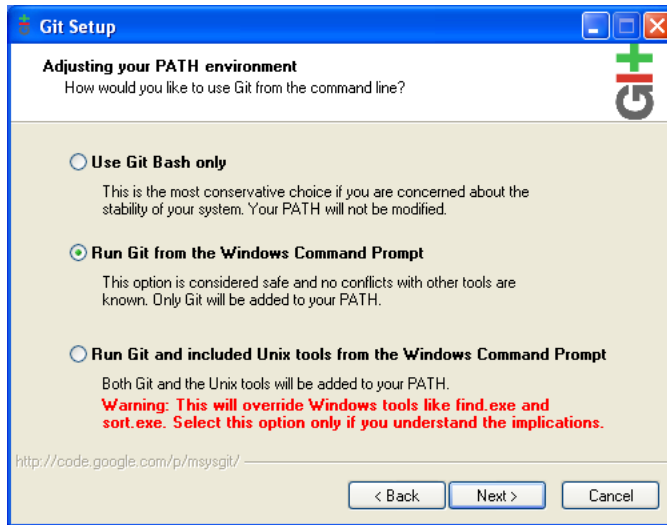 Git Setup
Adjusting your PATH environment
How would you like to use Git from the command line?
GIt
Use Git Bash only
This is the most conservative choice if you are concerned about the
stability of your system. Your PATH will not be modified.
Run Git from the Windows Command Prompt
This option is considered safe and no conflicts with other tools are
known. Only Git will be added to your PATH.
Run Git and included Unix tools from the Windows Command Prompt
Both Git and the Unix tools will be added to your PATH.
Warning: This will override Windows tools like find.exe and
sort.exe. Select this option only if you understand the implications.
http://code.google.com/p/msysgit/
< Back Next > Cancel